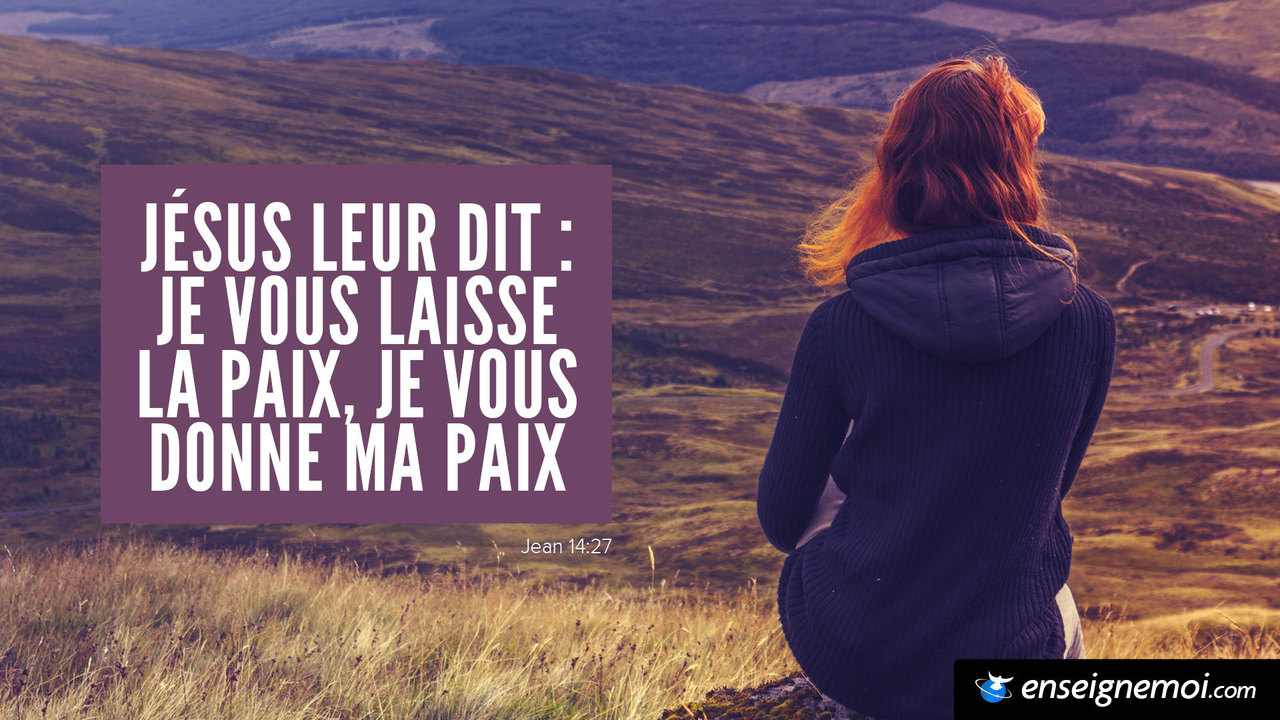 JÉSUS LEUR DIT :
JE VOUS LAISSE
LA PAIX, JE VOUS
DONNE MA PAIX
Jean 14:27
enseignemoi.com